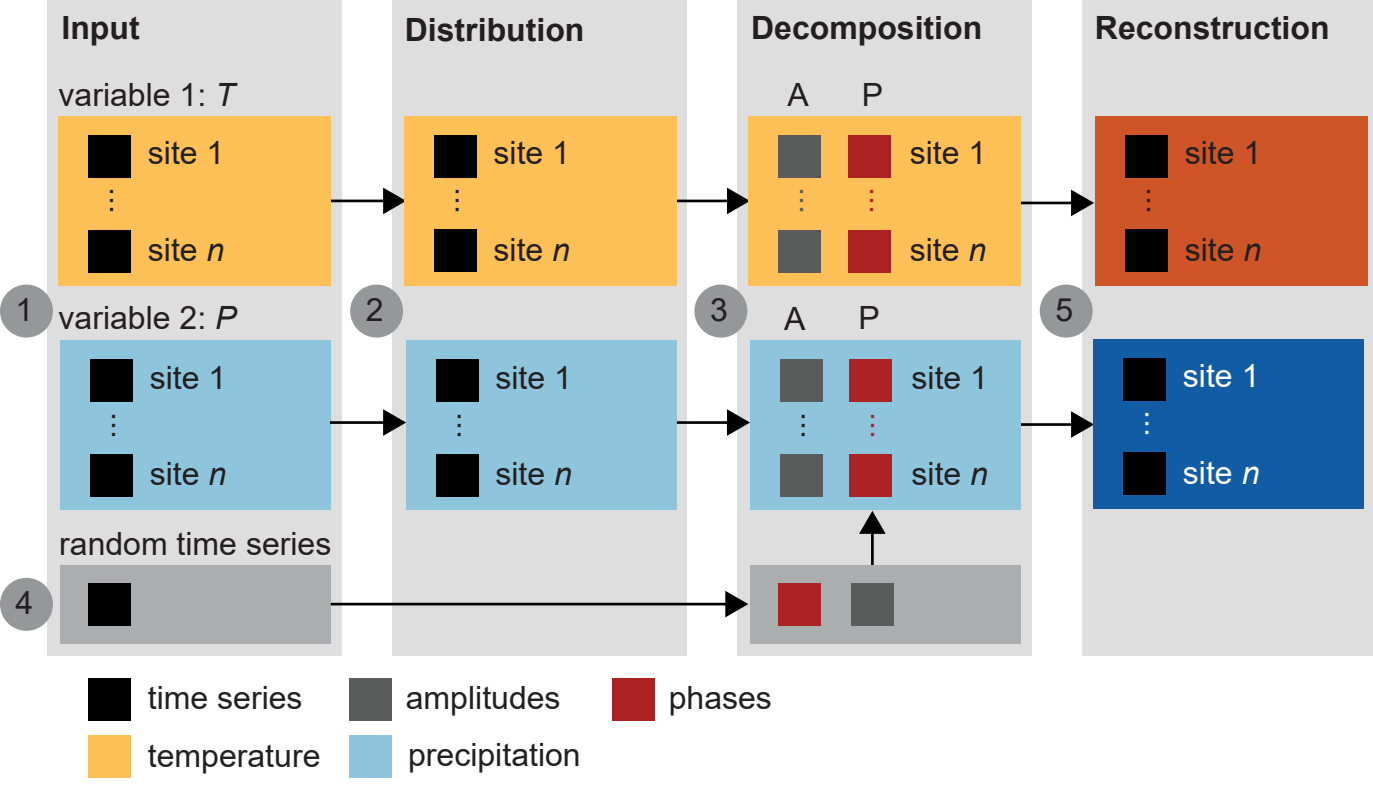 Input
Distribution
Decomposition
Reconstruction
variable 1: T
A P
site 1
⋮
site n
site 1
⋮
site n
site 1
⋮ ⋮
site n
site 1
⋮
site n
1
2
3
5
variable 2: P
A P
site 1
⋮
site n
site 1
⋮
site n
site 1
⋮ ⋮
site n
site 1
⋮
site n
random time series
4
time series
amplitudes
phases
temperature
precipitation